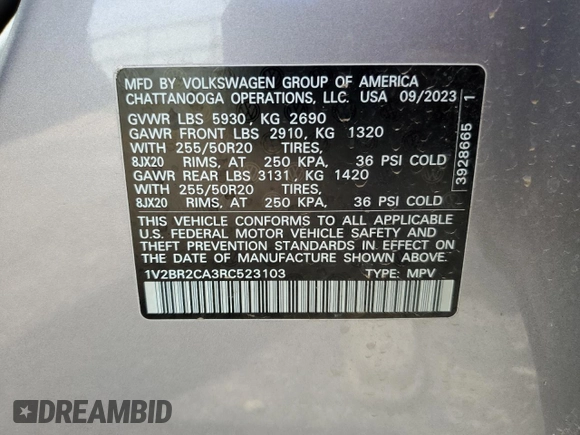 MFD BY VOLKSWAGEN GROUP OF AMERICA
CHATTANOOGA OPERATIONS, LLC. USA 09/2023
GVWR LBS 5930, KG 2690
GAWR FRONT LBS 2910, KG 1320
WITH 255/50R20 TIRES,
8JX20 RIMS, AT 250 KPA, 36 PSI COLD
GAWR REAR LBS 3131, KG 1420
WITH 255/50R20 TIRES,
8JX20 RIMS, AT 250 KPA, 36 PSI COLD
THIS VEHICLE CONFORMS TO ALL APPLICABLE
U.S. FEDERAL MOTOR VEHICLE SAFETY AND
THEFT PREVENTION STANDARDS IN EFFECT ON
THE DATE OF MANUFACTURE SHOWN ABOVE.
1V2BR2CA3RC523103 TYPE: MPV
3928665 1
DREAMBID